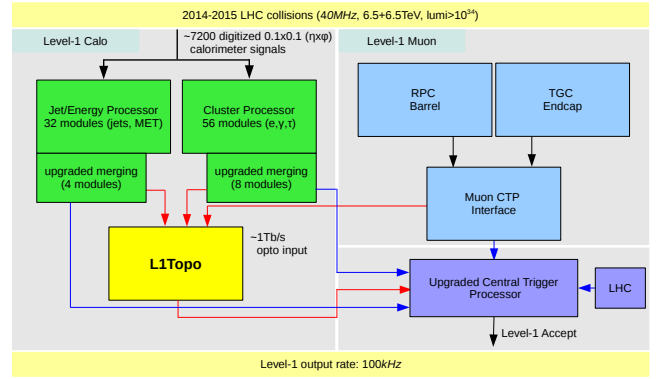 2014-2015 LHC collisions (40MHz, 6.5+6.5TeV, lumi>10³⁴)
Level-1 Calo
~7200 digitized 0.1x0.1 (ηxφ)
calorimeter signals
Level-1 Muon
Jet/Energy Processor
32 modules (jets, MET)
Cluster Processor
56 modules (e,γ,τ)
RPC
Barrel
TGC
Endcap
upgraded merging
(4 modules)
upgraded merging
(8 modules)
Muon CTP
Interface
~1Tb/s
opto input
L1Topo
Upgraded Central Trigger
Processor
LHC
Level-1 Accept
Level-1 output rate: 100kHz